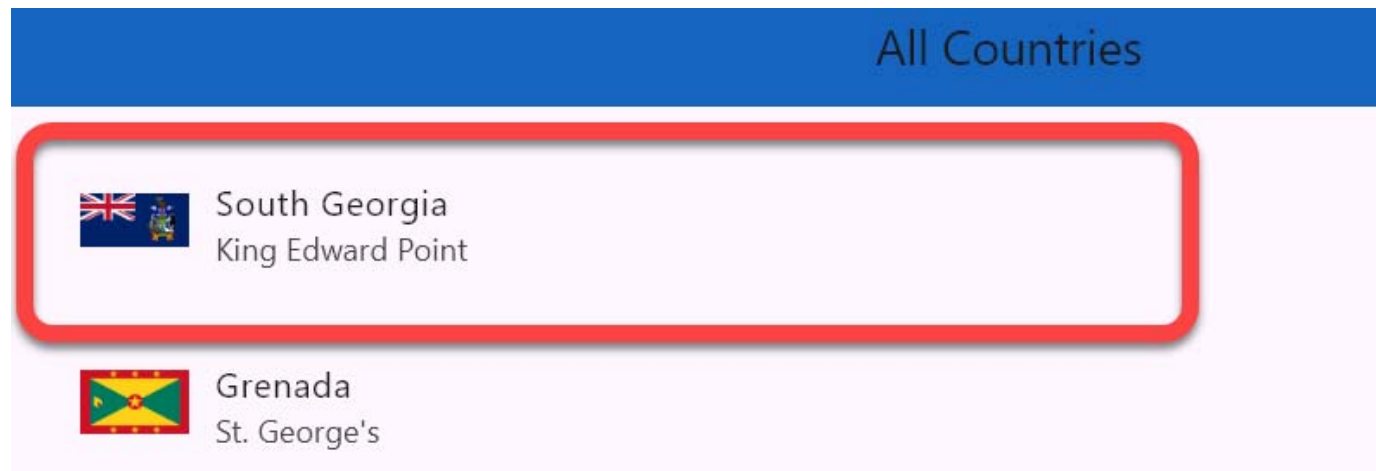 All Countries
South Georgia
King Edward Point
Grenada
St. George's